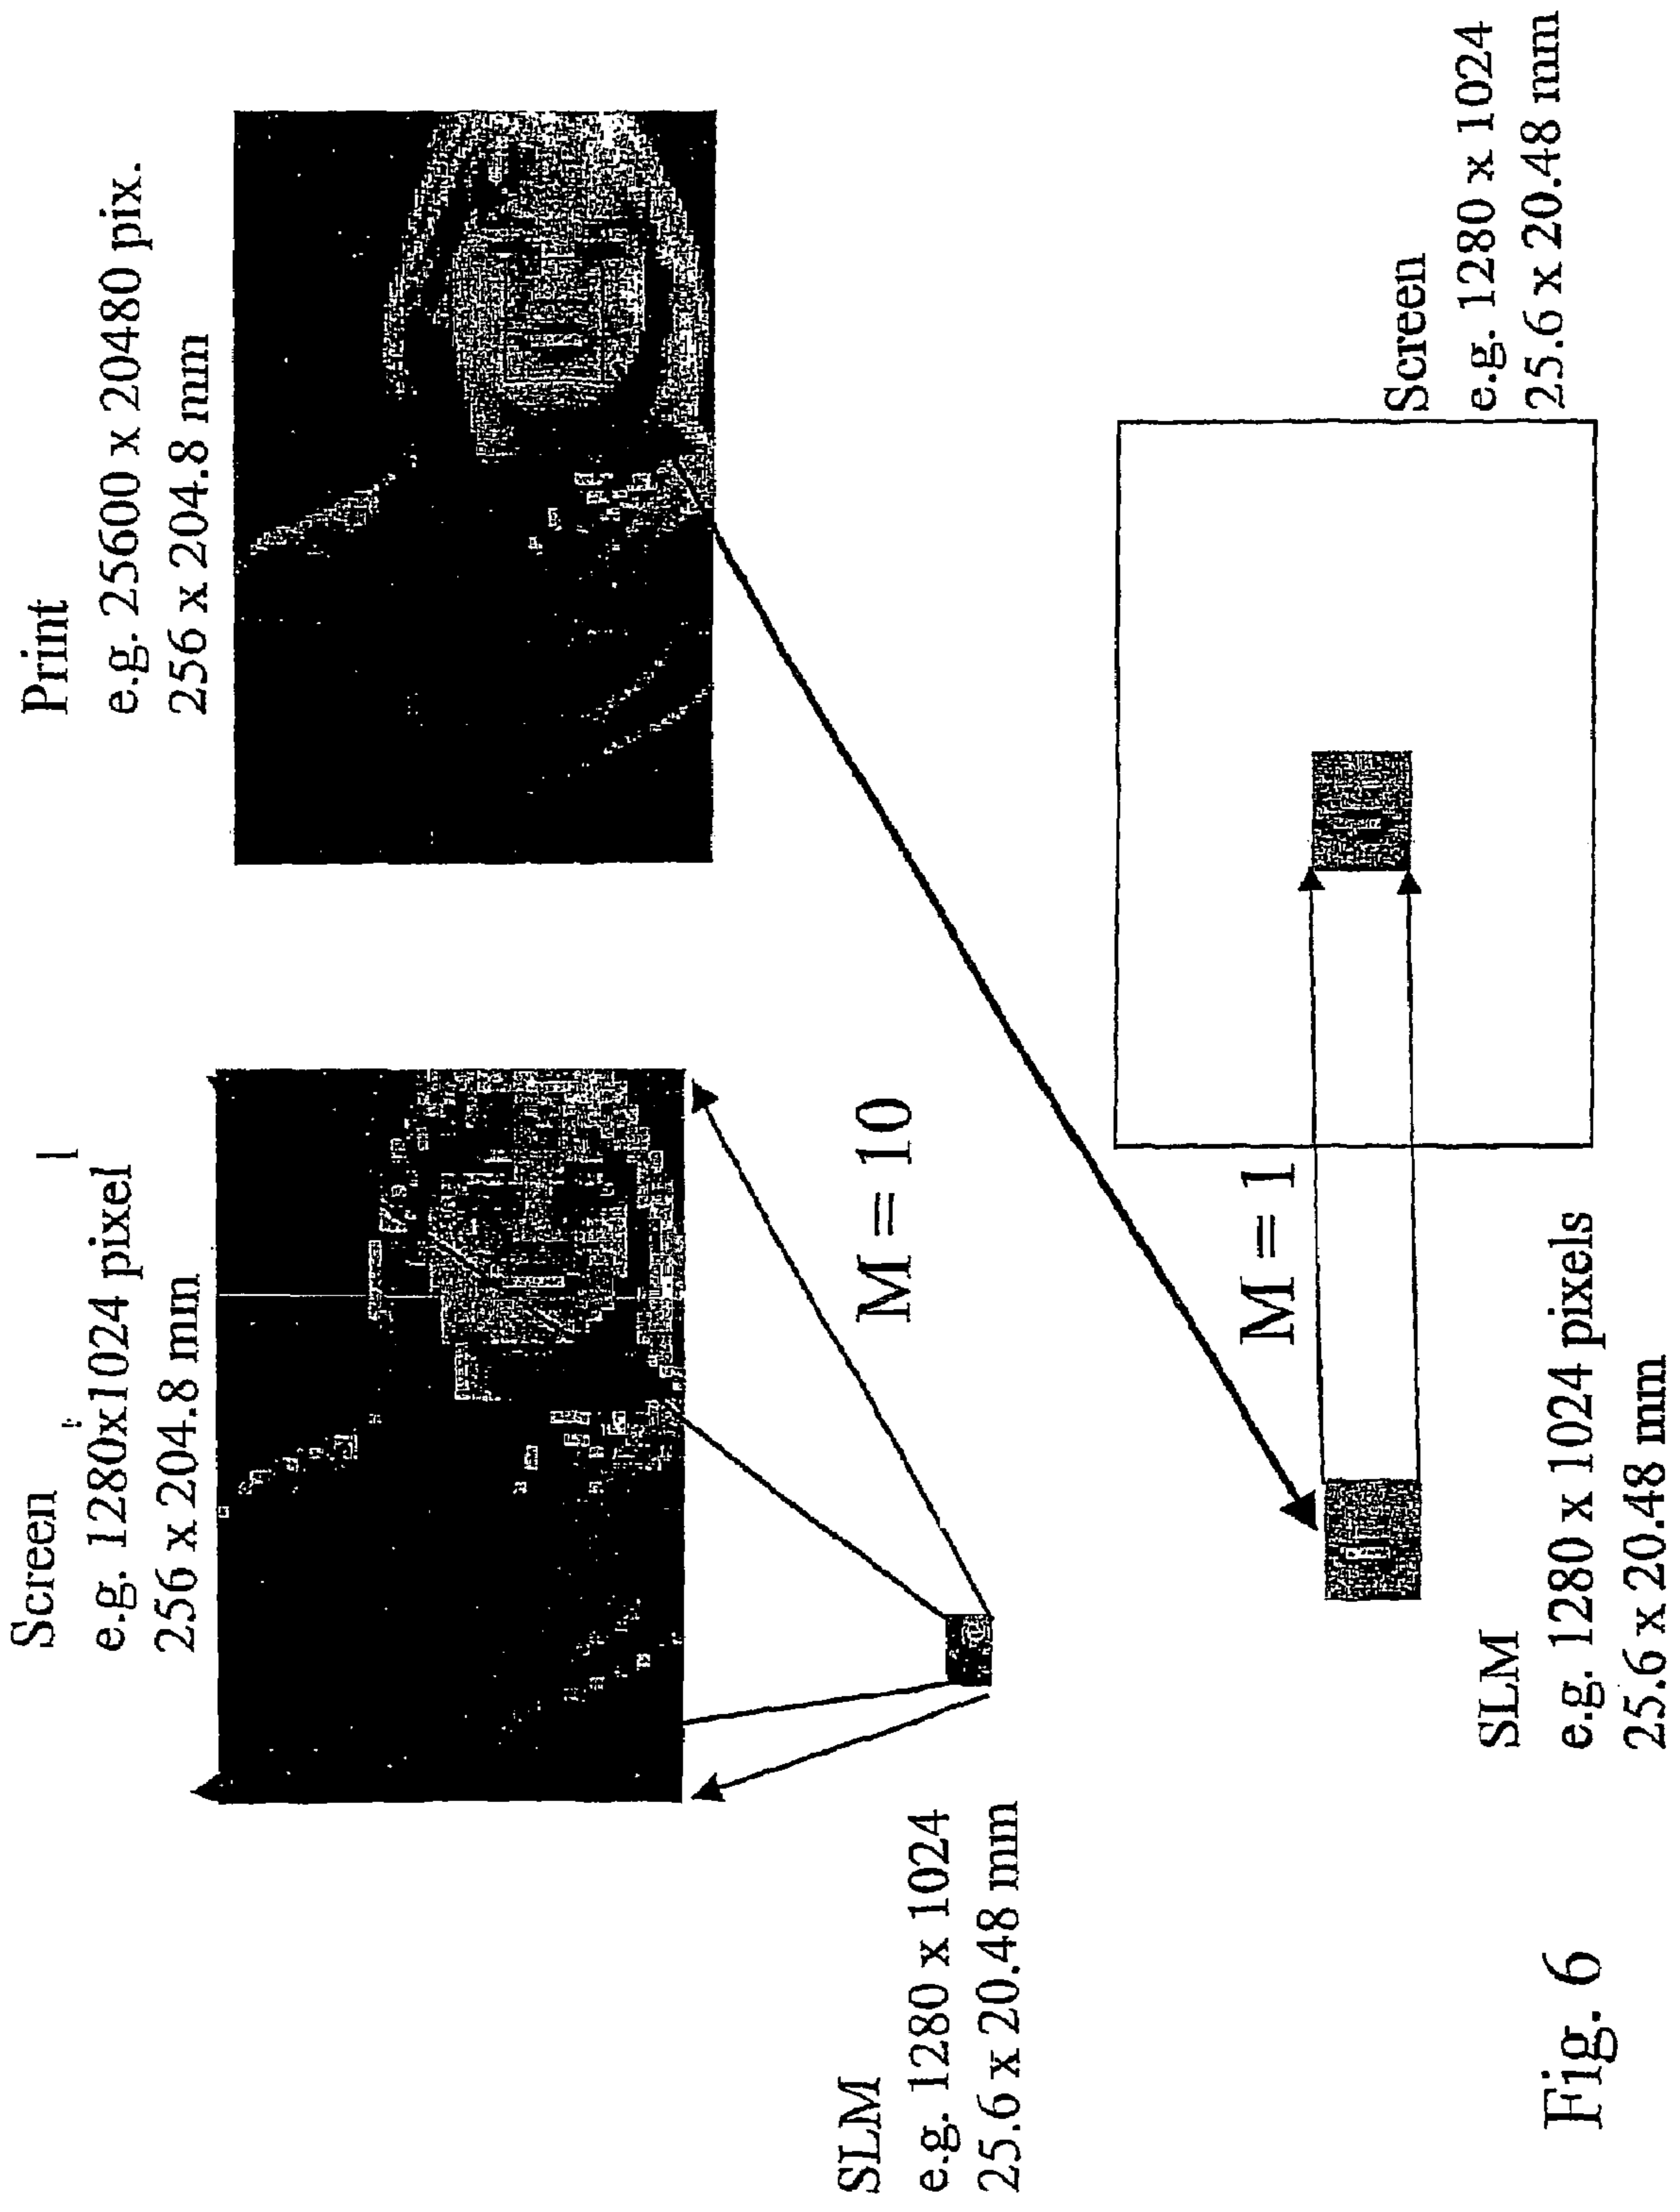 Screen
e.g. 1280x1024 pixel
256 x 204.8 mm
Print
e.g. 25600 x 20480 pix.
256 x 204.8 mm
SLM
e.g. 1280 x 1024
25.6 x 20.48 mm
M = 10
M = 1
Screen
e.g. 1280 x 1024
25.6 x 20.48 mm
SLM
e.g. 1280 x 1024 pixels
25.6 x 20.48 mm
Fig. 6